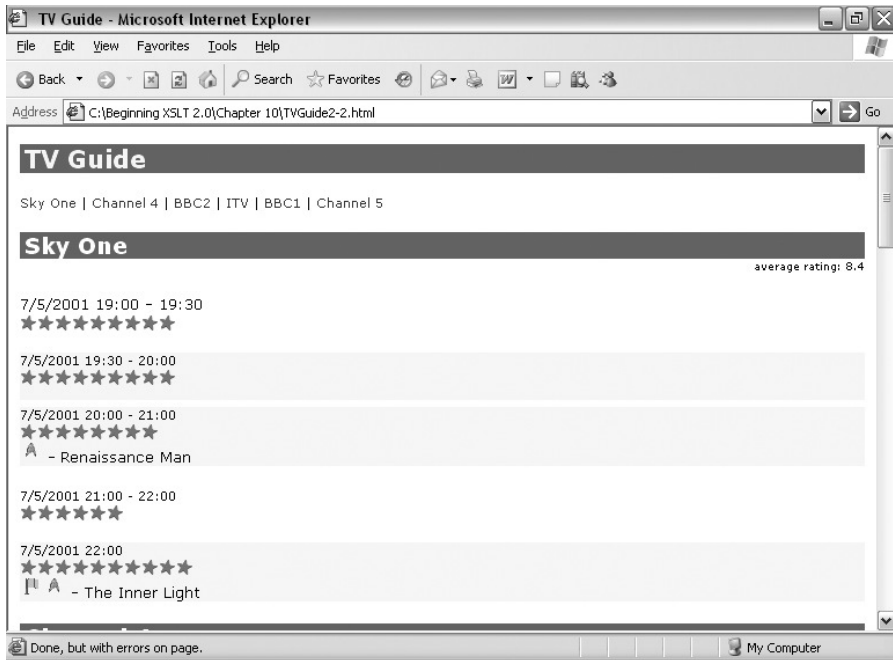 TV Guide - Microsoft Internet Explorer
File Edit View Favorites Tools Help
Back Search Favorites
Address C:\Beginning XSLT 2.0\Chapter 10\TVGuide2-2.html Go
TV Guide
Sky One | Channel 4 | BBC2 | ITV | BBC1 | Channel 5
Sky One
average rating: 8.4
7/5/2001 19:00 - 19:30
7/5/2001 19:30 - 20:00
7/5/2001 20:00 - 21:00
- Renaissance Man
7/5/2001 21:00 - 22:00
7/5/2001 22:00
- The Inner Light
Done, but with errors on page. My Computer